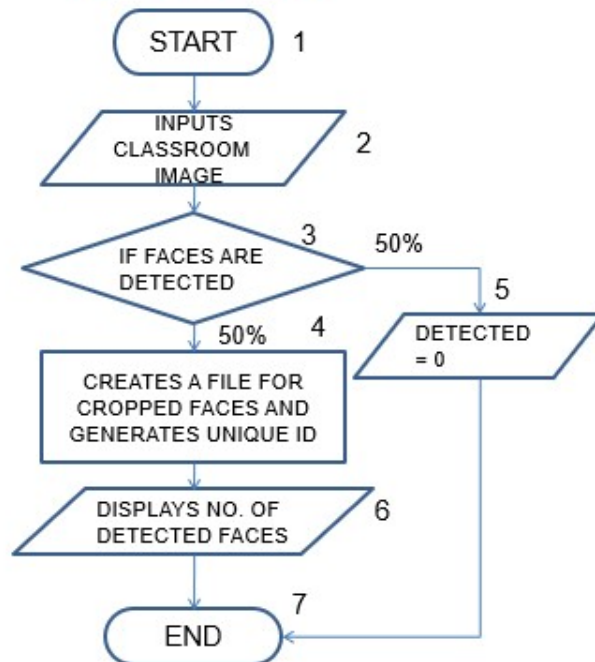 START 1
INPUTS
CLASSROOM
IMAGE
2
3
IF FACES ARE
DETECTED
50%
5
DETECTED
= 0
50%
4
CREATES A FILE FOR
CROPPED FACES AND
GENERATES UNIQUE ID
DISPLAYS NO. OF
DETECTED FACES
6
7
END